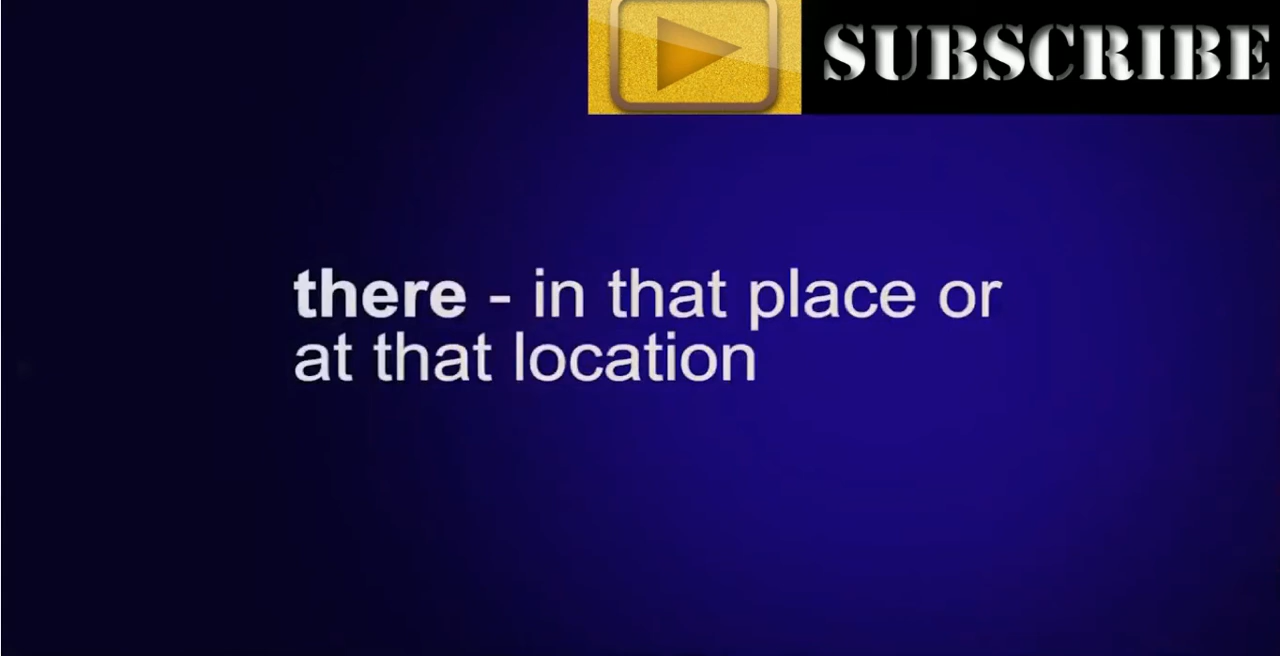 SUBSCRIBE
there - in that place or
at that location